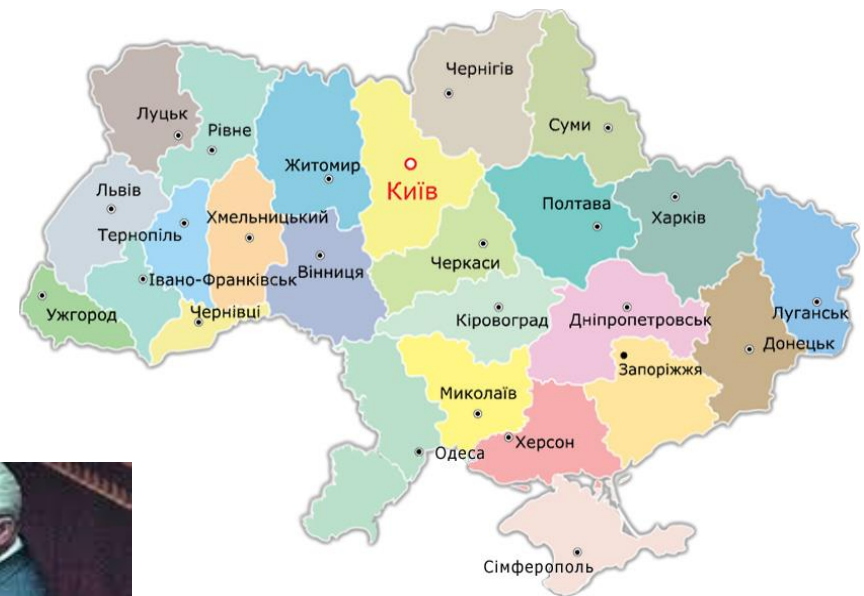 Чернігів
Луцьк
Рівне
Суми
Житомир
Київ
Львів
Тернопіль
Хмельницький
Полтава
Харків
Івано-Франківськ
Вінниця
Черкаси
Ужгород
Чернівці
Кіровоград
Дніпропетровськ
Луганськ
Донецьк
Запоріжжя
Миколаїв
Одеса
Херсон
Сімферополь